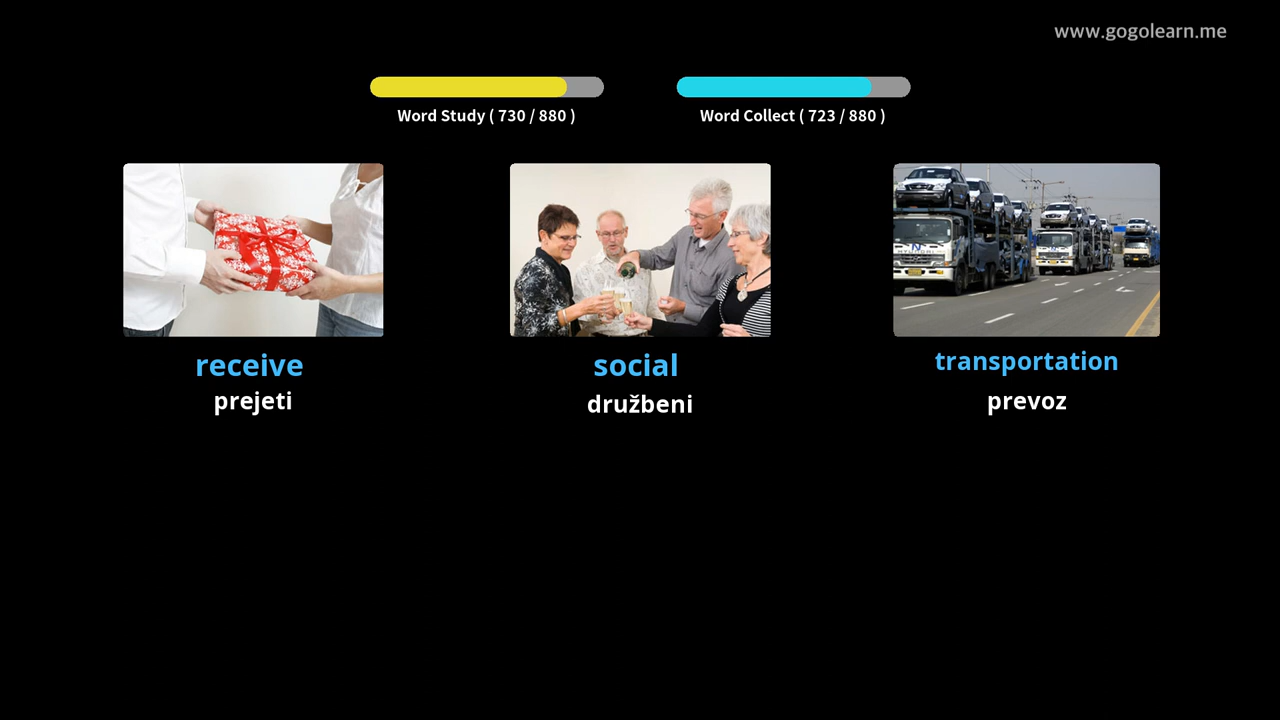 www.gogolearn.me
Word Study ( 730 / 880 )
Word Collect ( 723 / 880 )
receive
social
transportation
prejeti
družbeni
prevoz